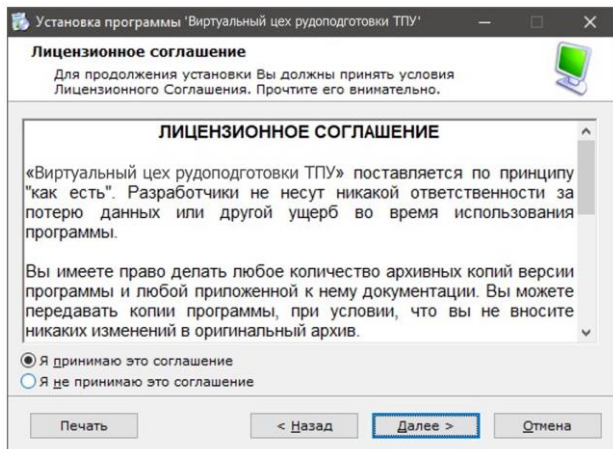 Установка программы 'Виртуальный цех рудоподготовки ТПУ'
Лицензионное соглашение
Для продолжения установки Вы должны принять условия
Лицензионного Соглашения. Прочтите его внимательно.
ЛИЦЕНЗИОННОЕ СОГЛАШЕНИЕ
«Виртуальный цех рудоподготовки ТПУ» поставляется по принципу
"как есть". Разработчики не несут никакой ответственности за
потерю данных или другой ущерб во время использования
программы.
Вы имеете право делать любое количество архивных копий версии
программы и любой приложенной к нему документации. Вы можете
передавать копии программы, при условии, что вы не вносите
никаких изменений в оригинальный архив.
Я принимаю это соглашение
Я не принимаю это соглашение
Печать
< Назад
Далее >
Отмена